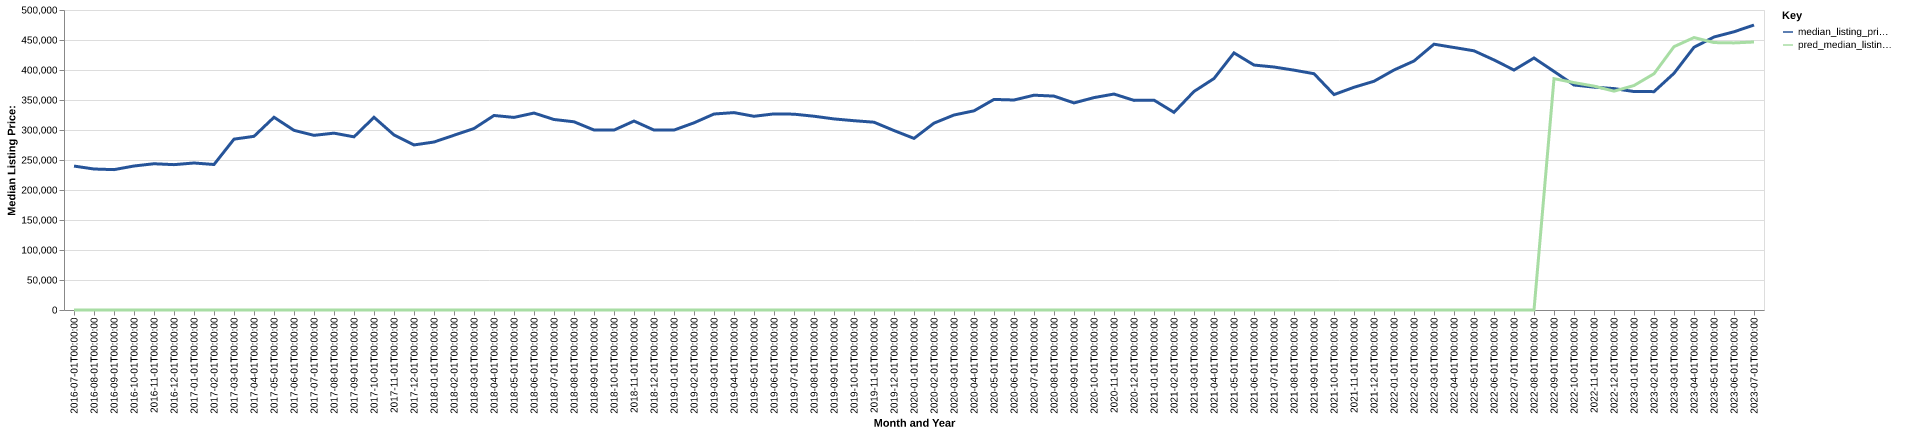 500,000
450,000
400,000
350,000
300,000
250,000
200,000
150,000
100,000
50,000
0
Median Listing Price:
2016-07-01T00:00:00
2016-08-01T00:00:00
2016-09-01T00:00:00
2016-10-01T00:00:00
2016-11-01T00:00:00
2016-12-01T00:00:00
2017-01-01T00:00:00
2017-02-01T00:00:00
2017-03-01T00:00:00
2017-04-01T00:00:00
2017-05-01T00:00:00
2017-06-01T00:00:00
2017-07-01T00:00:00
2017-08-01T00:00:00
2017-09-01T00:00:00
2017-10-01T00:00:00
2017-11-01T00:00:00
2017-12-01T00:00:00
2018-01-01T00:00:00
2018-02-01T00:00:00
2018-03-01T00:00:00
2018-04-01T00:00:00
2018-05-01T00:00:00
2018-06-01T00:00:00
2018-07-01T00:00:00
2018-08-01T00:00:00
2018-09-01T00:00:00
2018-10-01T00:00:00
2018-11-01T00:00:00
2018-12-01T00:00:00
2019-01-01T00:00:00
2019-02-01T00:00:00
2019-03-01T00:00:00
2019-04-01T00:00:00
2019-05-01T00:00:00
2019-06-01T00:00:00
2019-07-01T00:00:00
2019-08-01T00:00:00
2019-09-01T00:00:00
2019-10-01T00:00:00
2019-11-01T00:00:00
2019-12-01T00:00:00
2020-01-01T00:00:00
2020-02-01T00:00:00
2020-03-01T00:00:00
2020-04-01T00:00:00
2020-05-01T00:00:00
2020-06-01T00:00:00
2020-07-01T00:00:00
2020-08-01T00:00:00
2020-09-01T00:00:00
2020-10-01T00:00:00
2020-11-01T00:00:00
2020-12-01T00:00:00
2021-01-01T00:00:00
2021-02-01T00:00:00
2021-03-01T00:00:00
2021-04-01T00:00:00
2021-05-01T00:00:00
2021-06-01T00:00:00
2021-07-01T00:00:00
2021-08-01T00:00:00
2021-09-01T00:00:00
2021-10-01T00:00:00
2021-11-01T00:00:00
2021-12-01T00:00:00
2022-01-01T00:00:00
2022-02-01T00:00:00
2022-03-01T00:00:00
2022-04-01T00:00:00
2022-05-01T00:00:00
2022-06-01T00:00:00
2022-07-01T00:00:00
2022-08-01T00:00:00
2022-09-01T00:00:00
2022-10-01T00:00:00
2022-11-01T00:00:00
2022-12-01T00:00:00
2023-01-01T00:00:00
2023-02-01T00:00:00
2023-03-01T00:00:00
2023-04-01T00:00:00
2023-05-01T00:00:00
2023-06-01T00:00:00
2023-07-01T00:00:00
Month and Year
Key
median_listing_pri…
pred_median_listin…